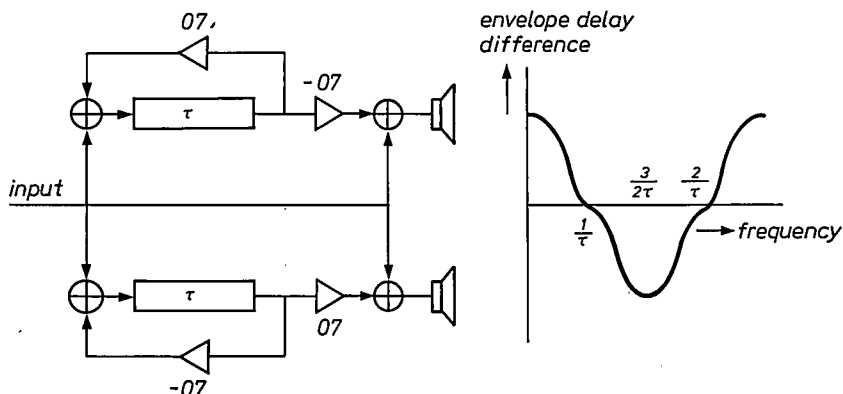 07,
-07
τ
input
τ
07
-07
envelope delay
difference
3
2τ
2
τ
1
τ
frequency